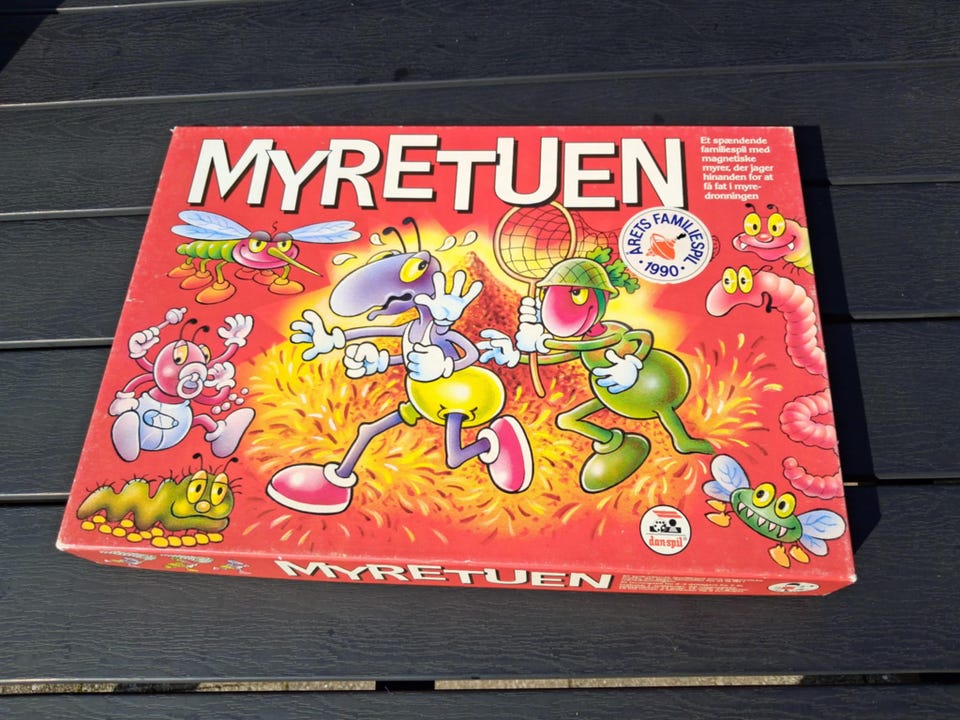 MYRETUEN
Et spændende
familiespil med
magnetiske
myrer, der jager
hinanden for at
få fat i myre-
dronningen
ÅRETS FAMILIESPIL
· 1990 ·
danspil
MYRETUEN